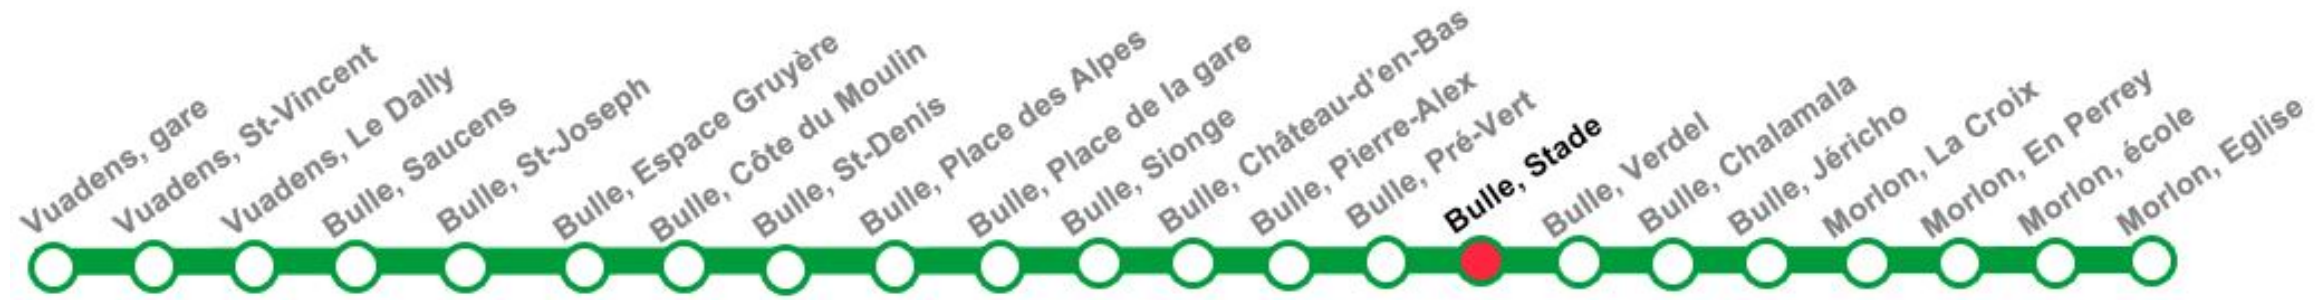 Vuadens, gare
Vuadens, St-Vincent
Vuadens, Le Dally
Bulle, Saucens
Bulle, St-Joseph
Bulle, Espace Gruyère
Bulle, Côte du Moulin
Bulle, St-Denis
Bulle, Place des Alpes
Bulle, Place de la gare
Bulle, Sionge
Bulle, Château-d'en-Bas
Bulle, Pierre-Alex
Bulle, Pré-Vert
Bulle, Stade
Bulle, Verdel
Bulle, Chalamala
Bulle, Jéricho
Morlon, La Croix
Morlon, En Perrey
Morlon, école
Morlon, Eglise